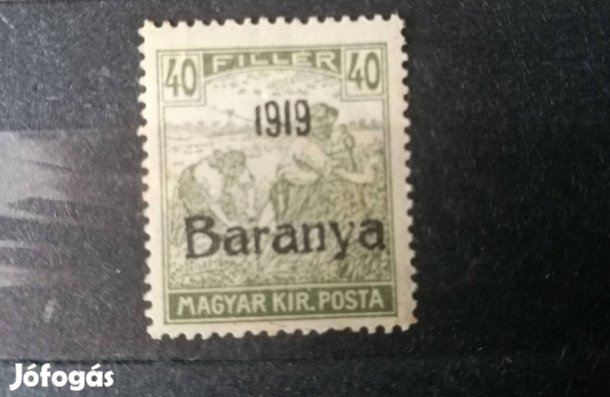 40 FILLÉR 40
1919
Baranya
MAGYAR KIR. POSTA
Jófogás